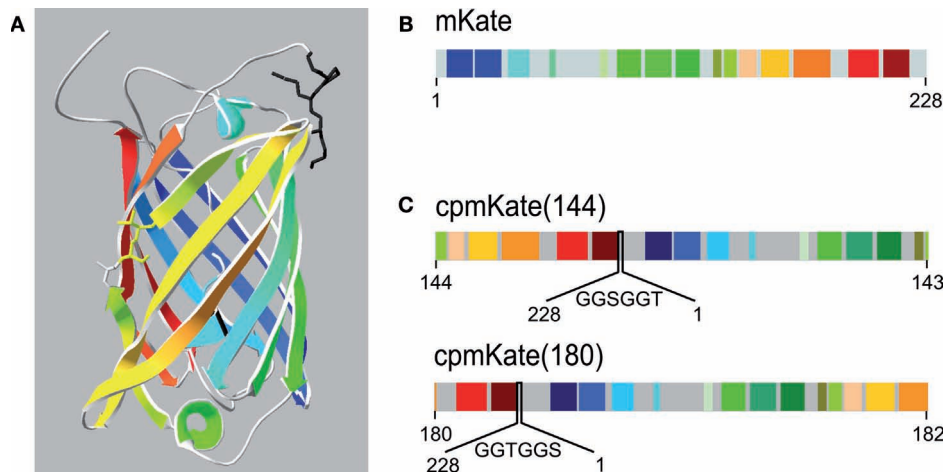 A
B
mKate
1 228
C
cpmKate(144)
144 143
GGSGGT
228 1
cpmKate(180)
180 182
GGTGGS
228 1